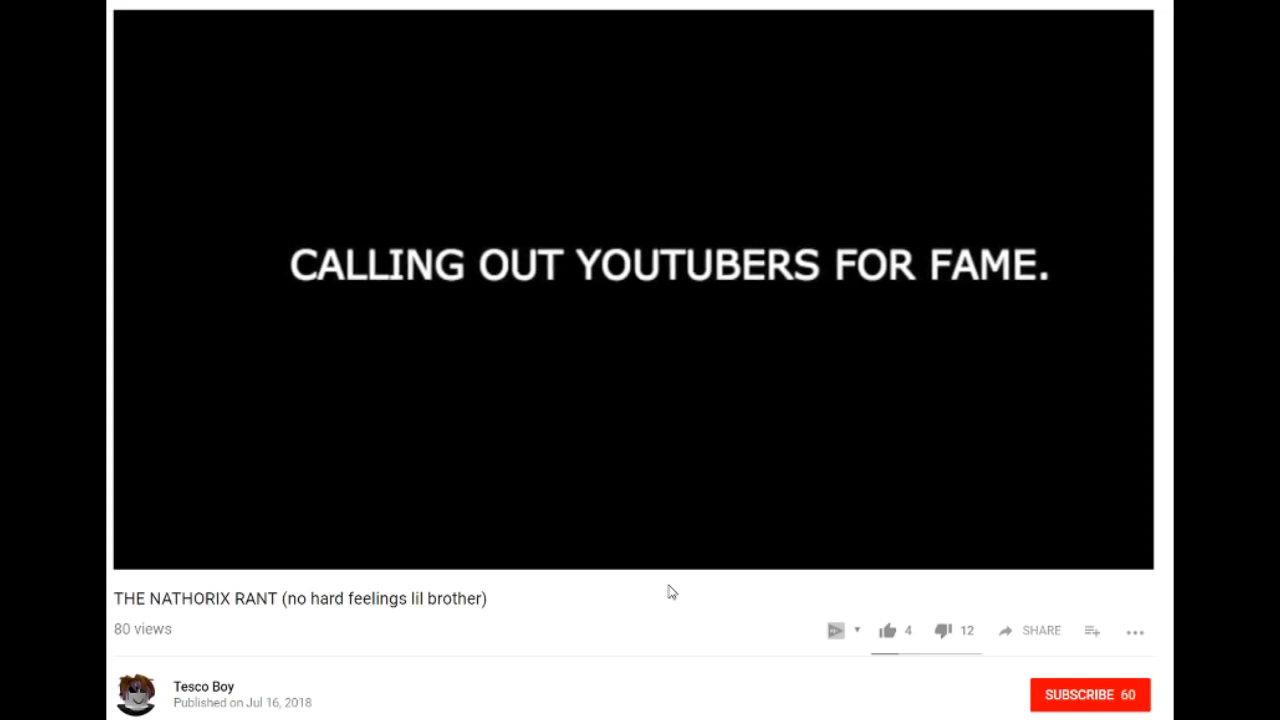 CALLING OUT YOUTUBERS FOR FAME.
THE NATHORIX RANT (no hard feelings lil brother)
80 views
4
12
SHARE
Tesco Boy
Published on Jul 16, 2018
SUBSCRIBE 60